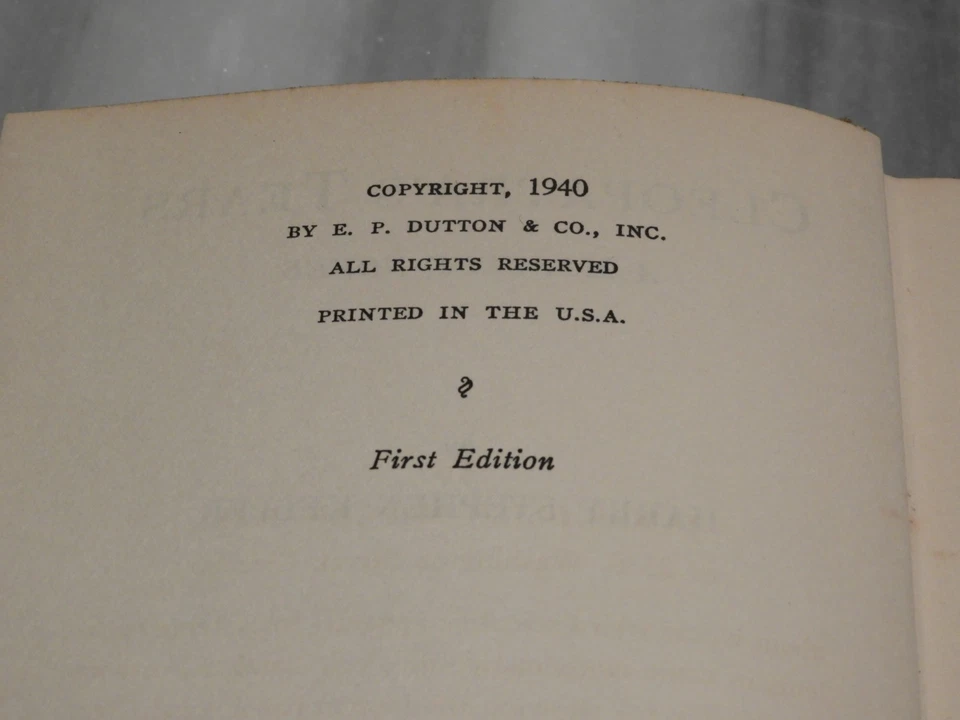 COPYRIGHT, 1940
BY E. P. DUTTON & CO., INC.
ALL RIGHTS RESERVED
PRINTED IN THE U.S.A.
First Edition